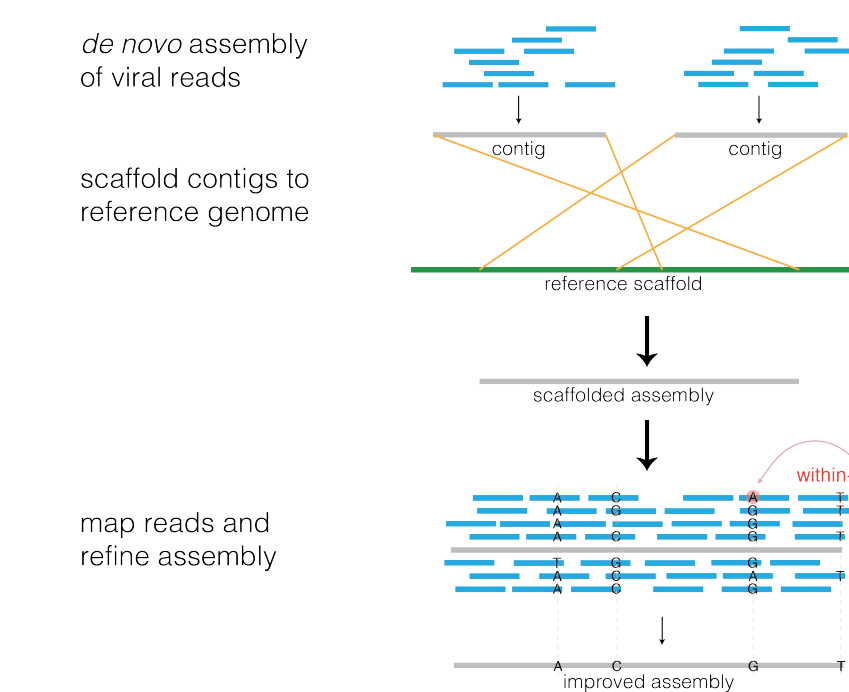 de novo assembly
of viral reads
contig
contig
scaffold contigs to
reference genome
reference scaffold
scaffolded assembly
within-
A C A T
A G G T
A G
A C G T
map reads and
refine assembly
T G G
A C A T
A C G
A C G T
improved assembly